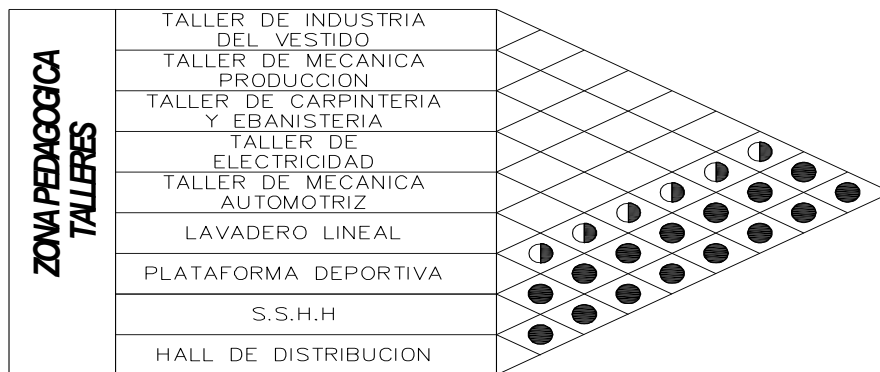 ZONA PEDAGOGICA
TALLERES
TALLER DE INDUSTRIA
DEL VESTIDO
TALLER DE MECANICA
PRODUCCION
TALLER DE CARPINTERIA
Y EBANISTERIA
TALLER DE
ELECTRICIDAD
TALLER DE MECANICA
AUTOMOTRIZ
LAVADERO LINEAL
PLATAFORMA DEPORTIVA
S.S.H.H
HALL DE DISTRIBUCION